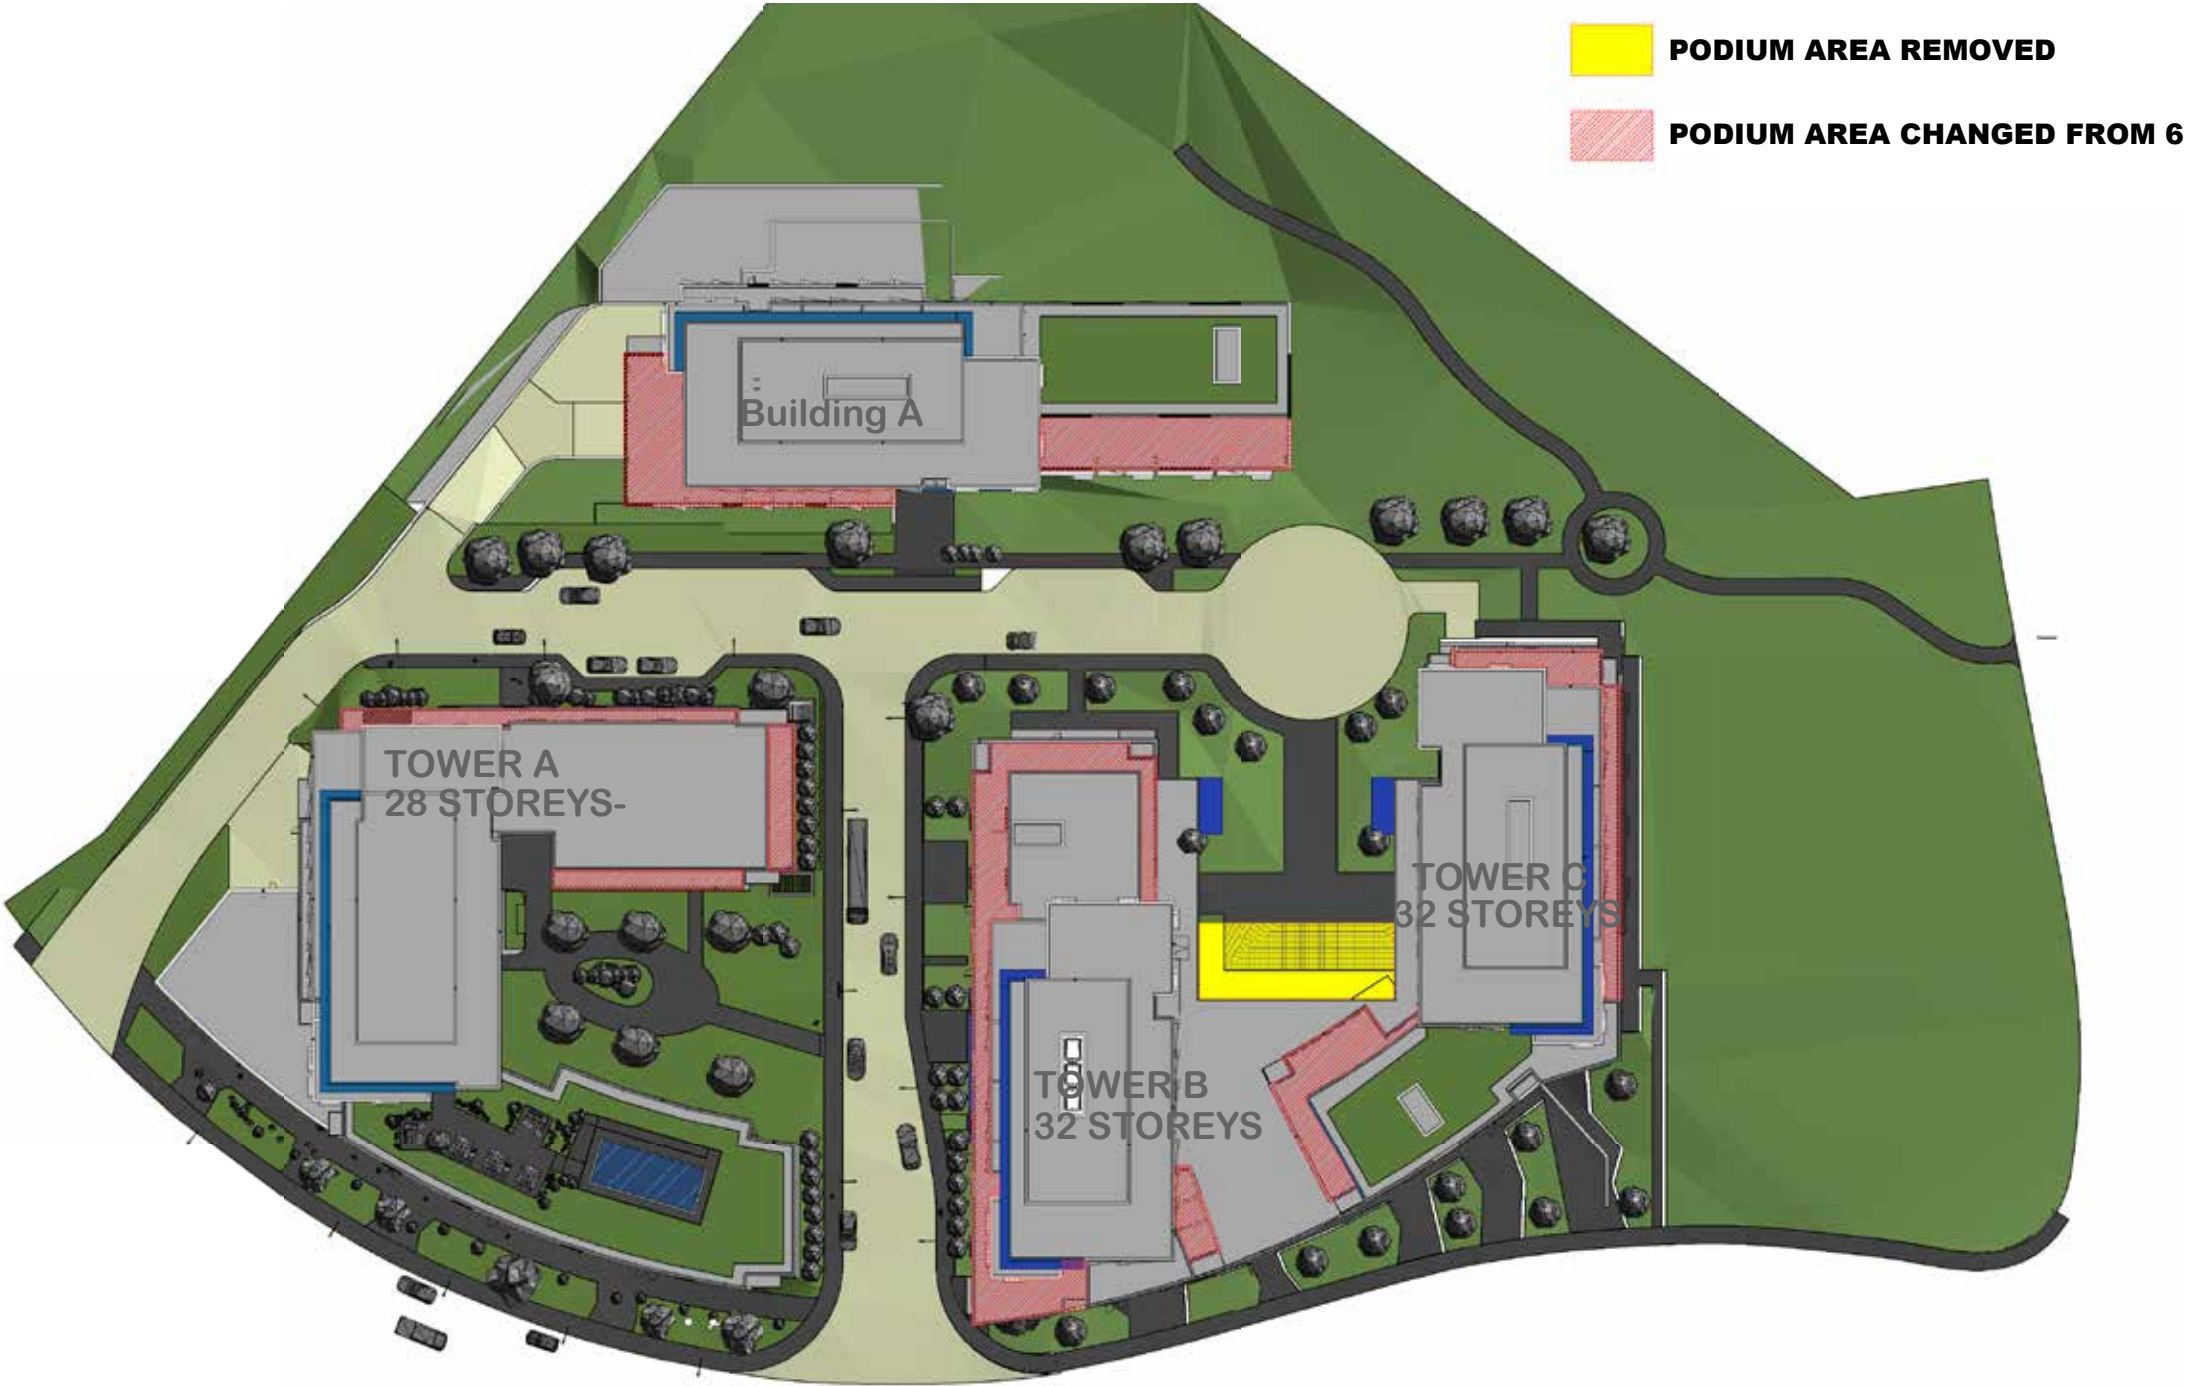 PODIUM AREA REMOVED
PODIUM AREA CHANGED FROM 6
Building A
TOWER A
28 STOREYS-
TOWER C
32 STOREYS
TOWER B
32 STOREYS